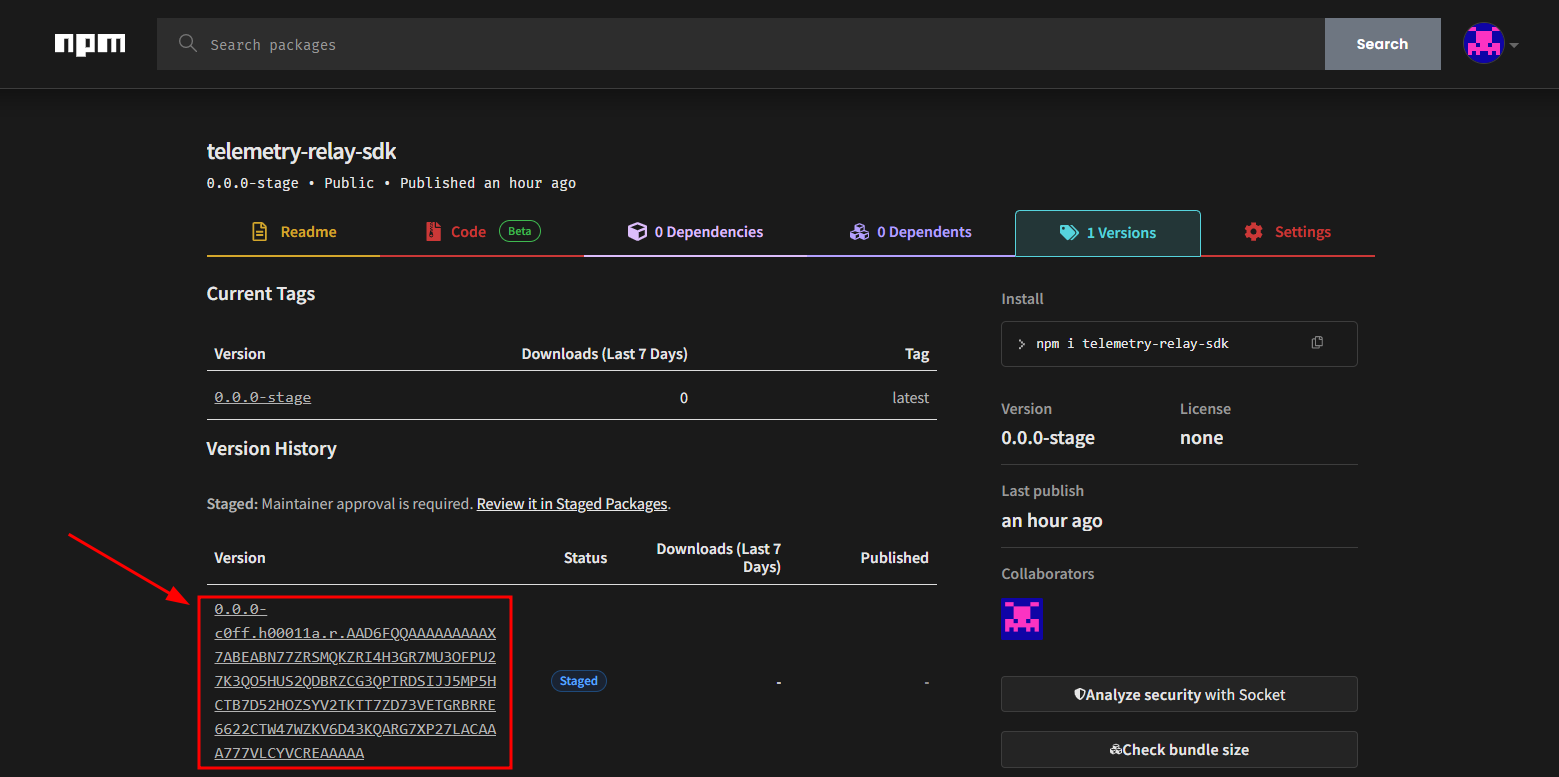 npm
Search packages
Search
telemetry-relay-sdk
0.0.0-stage • Public • Published an hour ago
Readme
Code Beta
0 Dependencies
0 Dependents
1 Versions
Settings
Current Tags
Version Downloads (Last 7 Days) Tag
0.0.0-stage 0 latest
Version History
Staged: Maintainer approval is required. Review it in Staged Packages.
Version Status Downloads (Last 7 Days) Published
0.0.0-
c0ff.h00011a.r.AAD6FQQAAAAAAAAAX
7ABEABN77ZRSMQKZRI4H3GR7MU3OFPU2
7K3QO5HUS2QDBRZCG3QPTRDSIJJ5MP5H
CTB7D52HOZSYV2TKTT7ZD73VETGRBRRE
6622CTW47WZKV6D43KQARG7XP27LACAA
A777VLCYVCREAAAAA
Staged - -
Install
npm i telemetry-relay-sdk
Version License
0.0.0-stage none
Last publish
an hour ago
Collaborators
Analyze security with Socket
Check bundle size